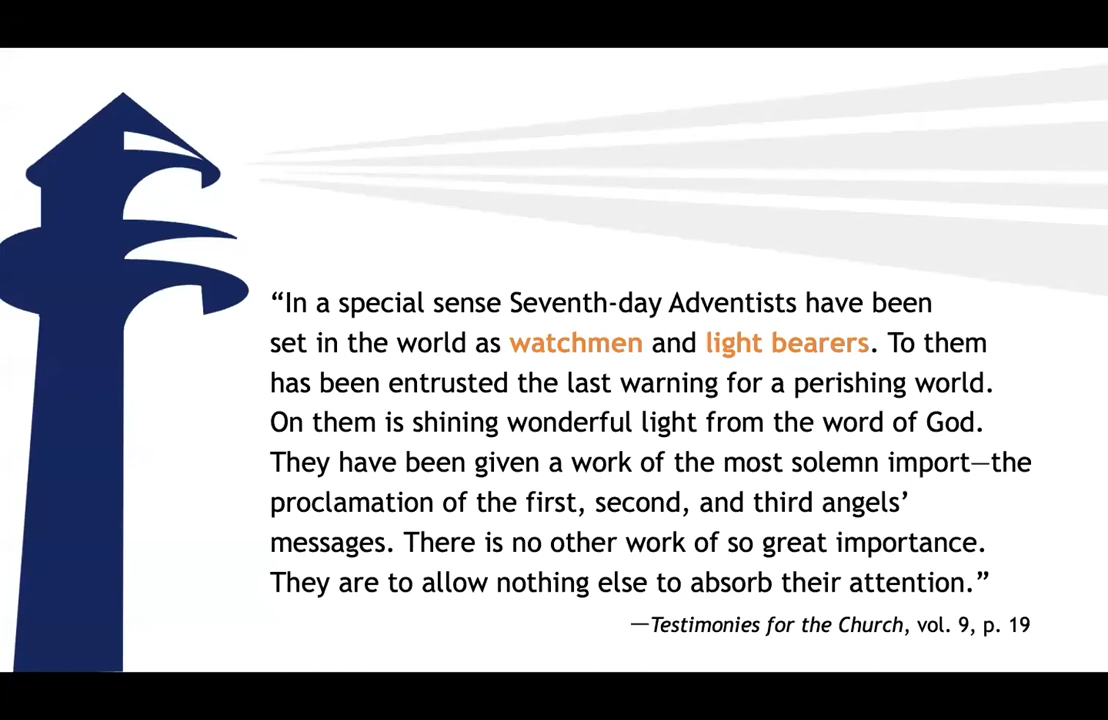 “In a special sense Seventh-day Adventists have been
set in the world as watchmen and light bearers. To them
has been entrusted the last warning for a perishing world.
On them is shining wonderful light from the word of God.
They have been given a work of the most solemn import—the
proclamation of the first, second, and third angels’
messages. There is no other work of so great importance.
They are to allow nothing else to absorb their attention.”
—Testimonies for the Church, vol. 9, p. 19